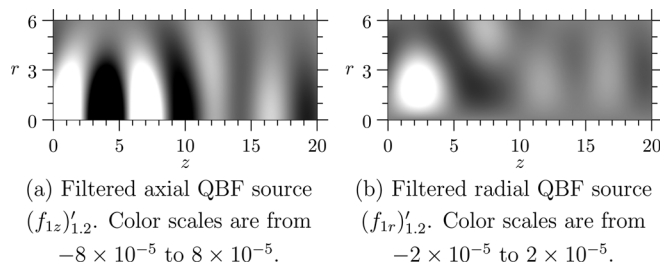 6
3
0
r
0 5 10 15 20
z
(a) Filtered axial QBF source
(f₁z)′₁.₂. Color scales are from
−8 × 10⁻⁵ to 8 × 10⁻⁵.
6
3
0
r
0 5 10 15 20
z
(b) Filtered radial QBF source
(f₁r)′₁.₂. Color scales are from
−2 × 10⁻⁵ to 2 × 10⁻⁵.